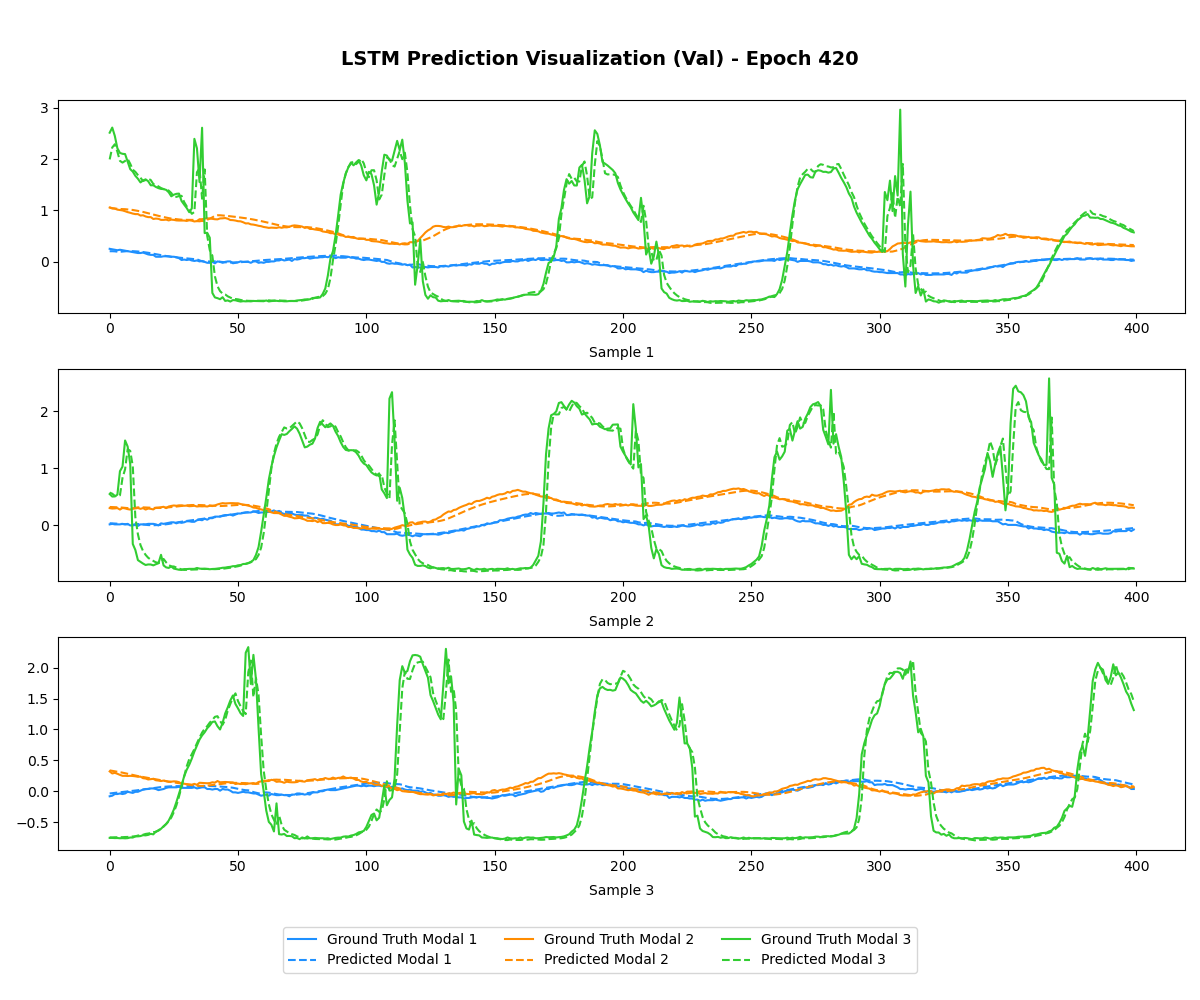 LSTM Prediction Visualization (Val) - Epoch 420
3
2
1
0
0 50 100 150 200 250 300 350 400
Sample 1
2
1
0
0 50 100 150 200 250 300 350 400
Sample 2
2.0
1.5
1.0
0.5
0.0
−0.5
0 50 100 150 200 250 300 350 400
Sample 3
Ground Truth Modal 1 Ground Truth Modal 2 Ground Truth Modal 3
Predicted Modal 1 Predicted Modal 2 Predicted Modal 3